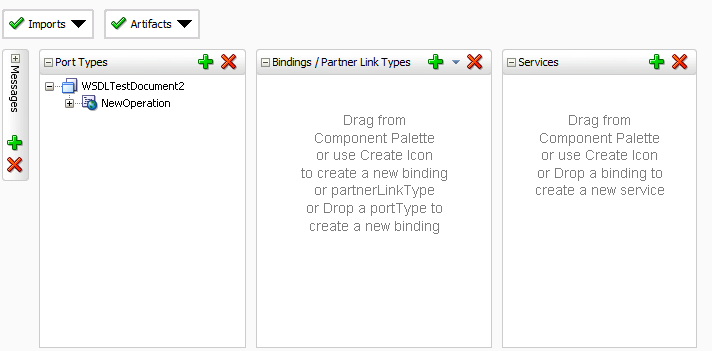 Imports
Artifacts
Messages
Port Types
WSDLTestDocument2
NewOperation
Bindings / Partner Link Types
Drag from
Component Palette
or use Create Icon
to create a new binding
or partnerLinkType
or Drop a portType to
create a new binding
Services
Drag from
Component Palette
or use Create Icon
or Drop a binding to
create a new service